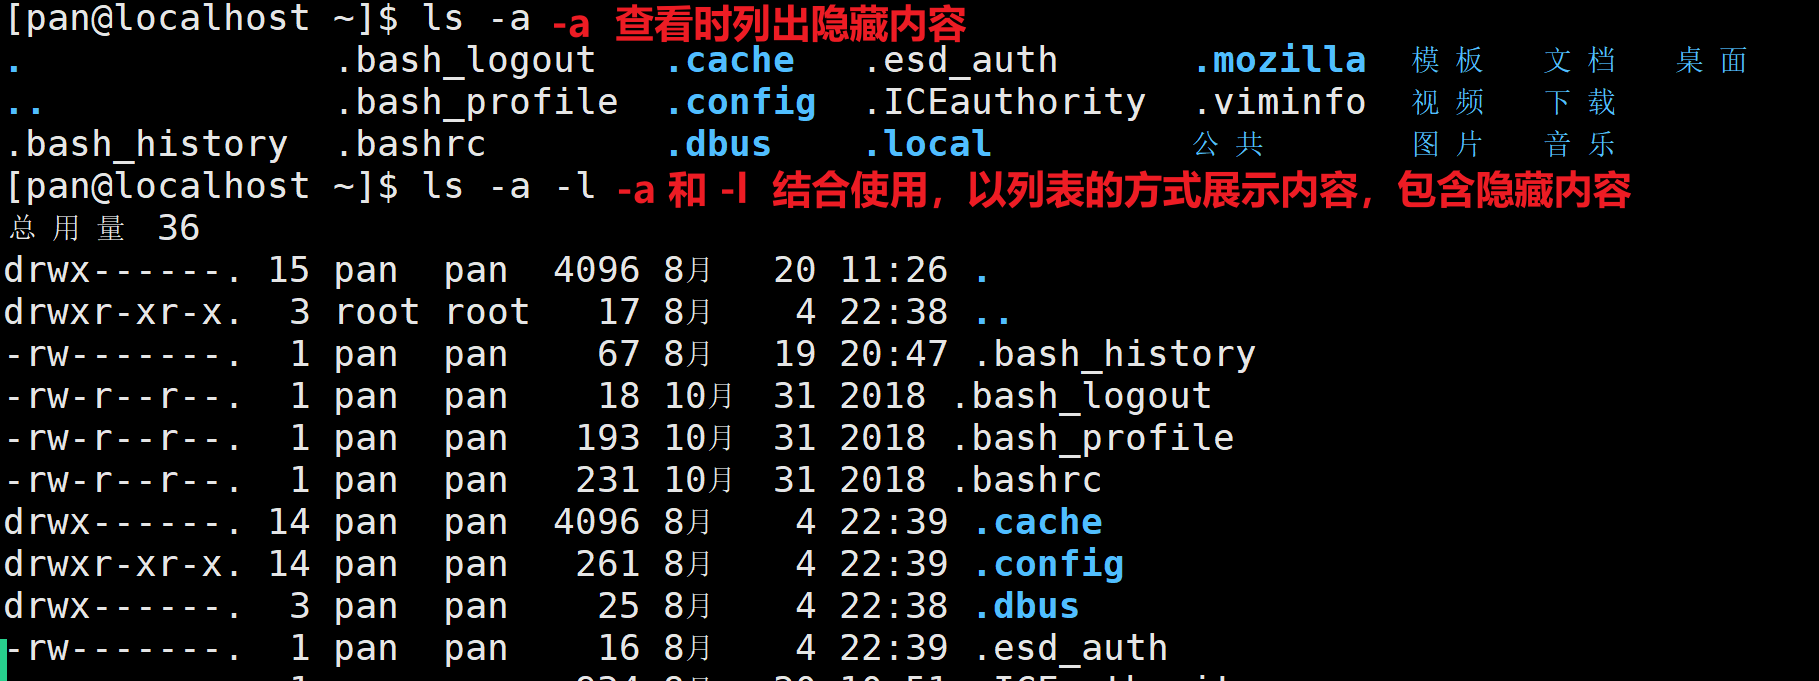 [pan@localhost ~]$ ls -a -a 查看时列出隐藏内容
. .bash_logout .cache .esd_auth .mozilla 模板 文档 桌面
.. .bash_profile .config .ICEauthority .viminfo 视频 下载
.bash_history .bashrc .dbus .local 公共 图片 音乐
[pan@localhost ~]$ ls -a -l -a 和 -l 结合使用，以列表的方式展示内容，包含隐藏内容
总用量 36
drwx------. 15 pan pan 4096 8月 20 11:26 .
drwxr-xr-x. 3 root root 17 8月 4 22:38 ..
-rw-------. 1 pan pan 67 8月 19 20:47 .bash_history
-rw-r--r--. 1 pan pan 18 10月 31 2018 .bash_logout
-rw-r--r--. 1 pan pan 193 10月 31 2018 .bash_profile
-rw-r--r--. 1 pan pan 231 10月 31 2018 .bashrc
drwx------. 14 pan pan 4096 8月 4 22:39 .cache
drwxr-xr-x. 14 pan pan 261 8月 4 22:39 .config
drwx------. 3 pan pan 25 8月 4 22:38 .dbus
-rw-------. 1 pan pan 16 8月 4 22:39 .esd_auth